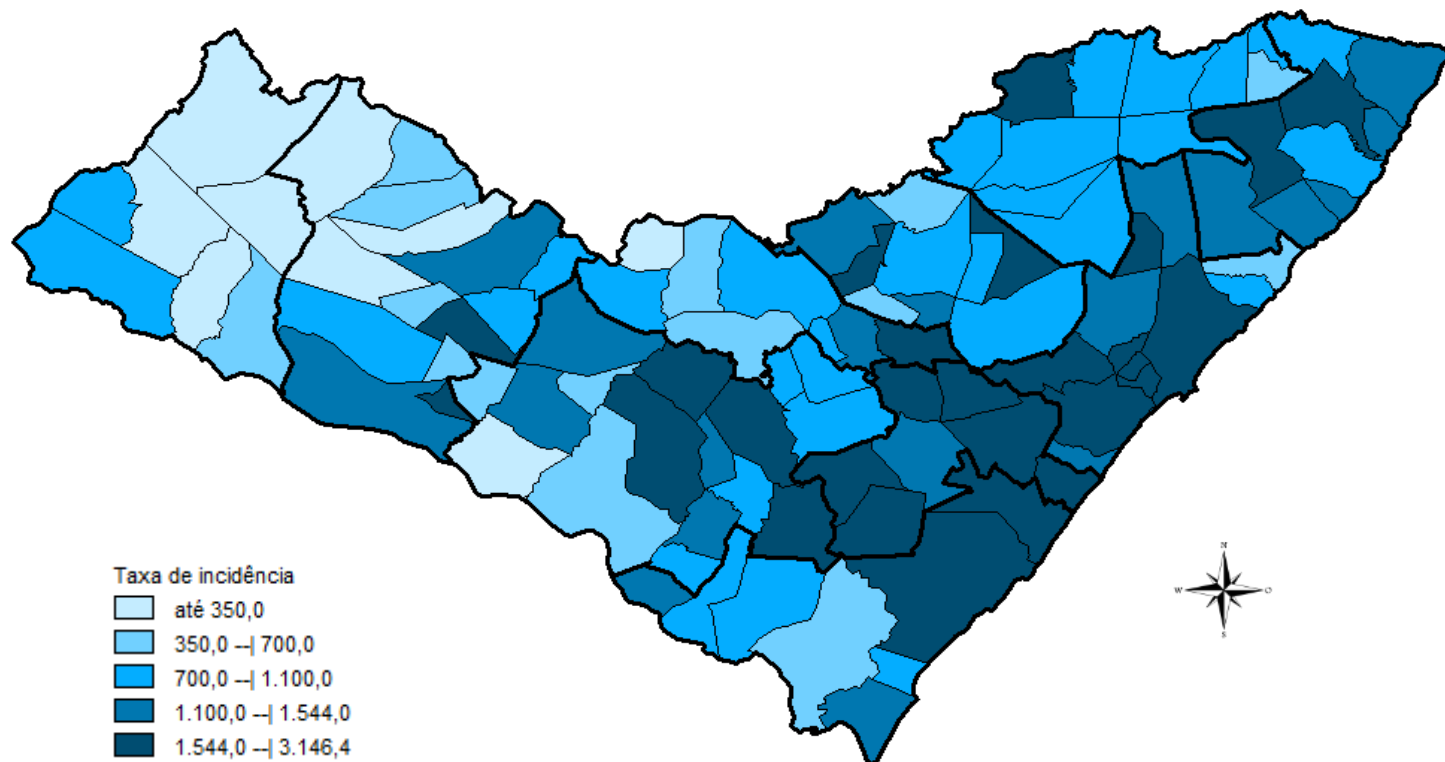 Taxa de incidência
até 350,0
350,0 --| 700,0
700,0 --| 1.100,0
1.100,0 --| 1.544,0
1.544,0 --| 3.146,4
N
W O
S